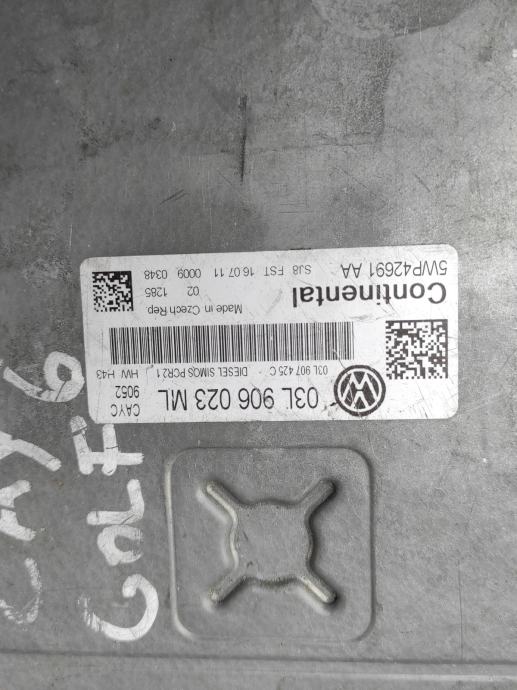 03L 906 023 ML
CAYC 9052
03L 907 425 C DIESEL SIMOS PCR2.1 HW: H43
Made in Czech Rep.
Continental
02 1285
5WP42691 AA SJ8 FST 16.07.11 0009 0348
GOLF 6